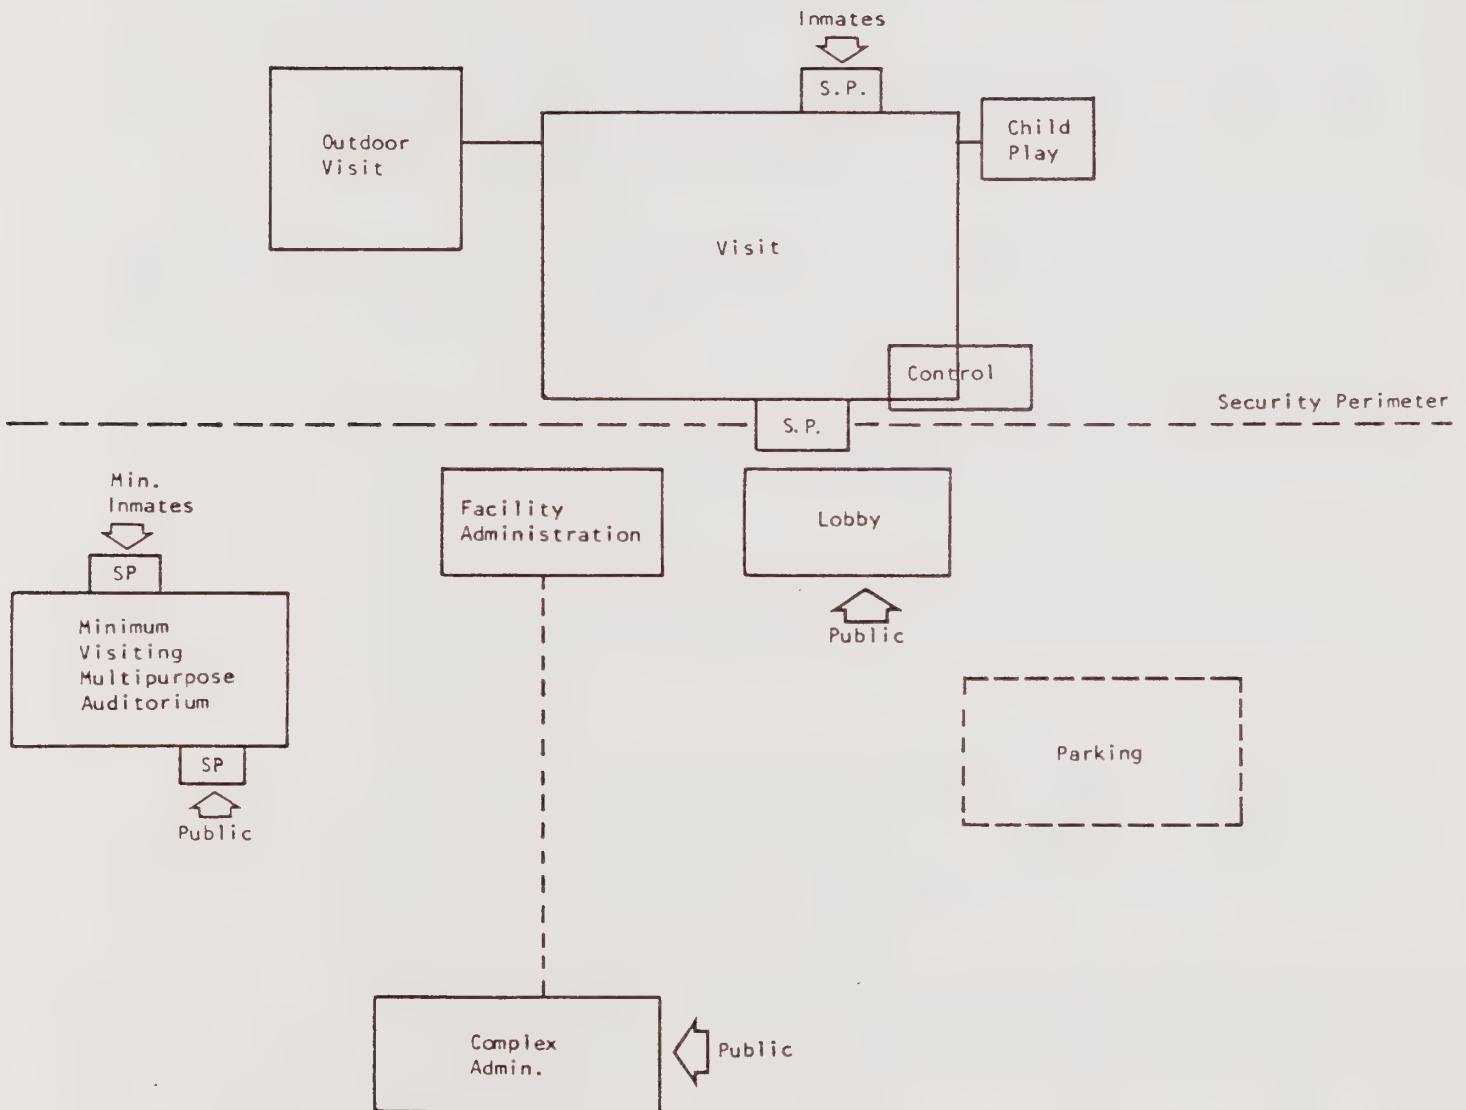 Inmates
S.P.
Outdoor
Visit
Child
Play
Visit
Control
Security Perimeter
S.P.
Min.
Inmates
SP
Facility
Administration
Lobby
Public
Minimum
Visiting
Multipurpose
Auditorium
SP
Public
Parking
Complex
Admin.
Public